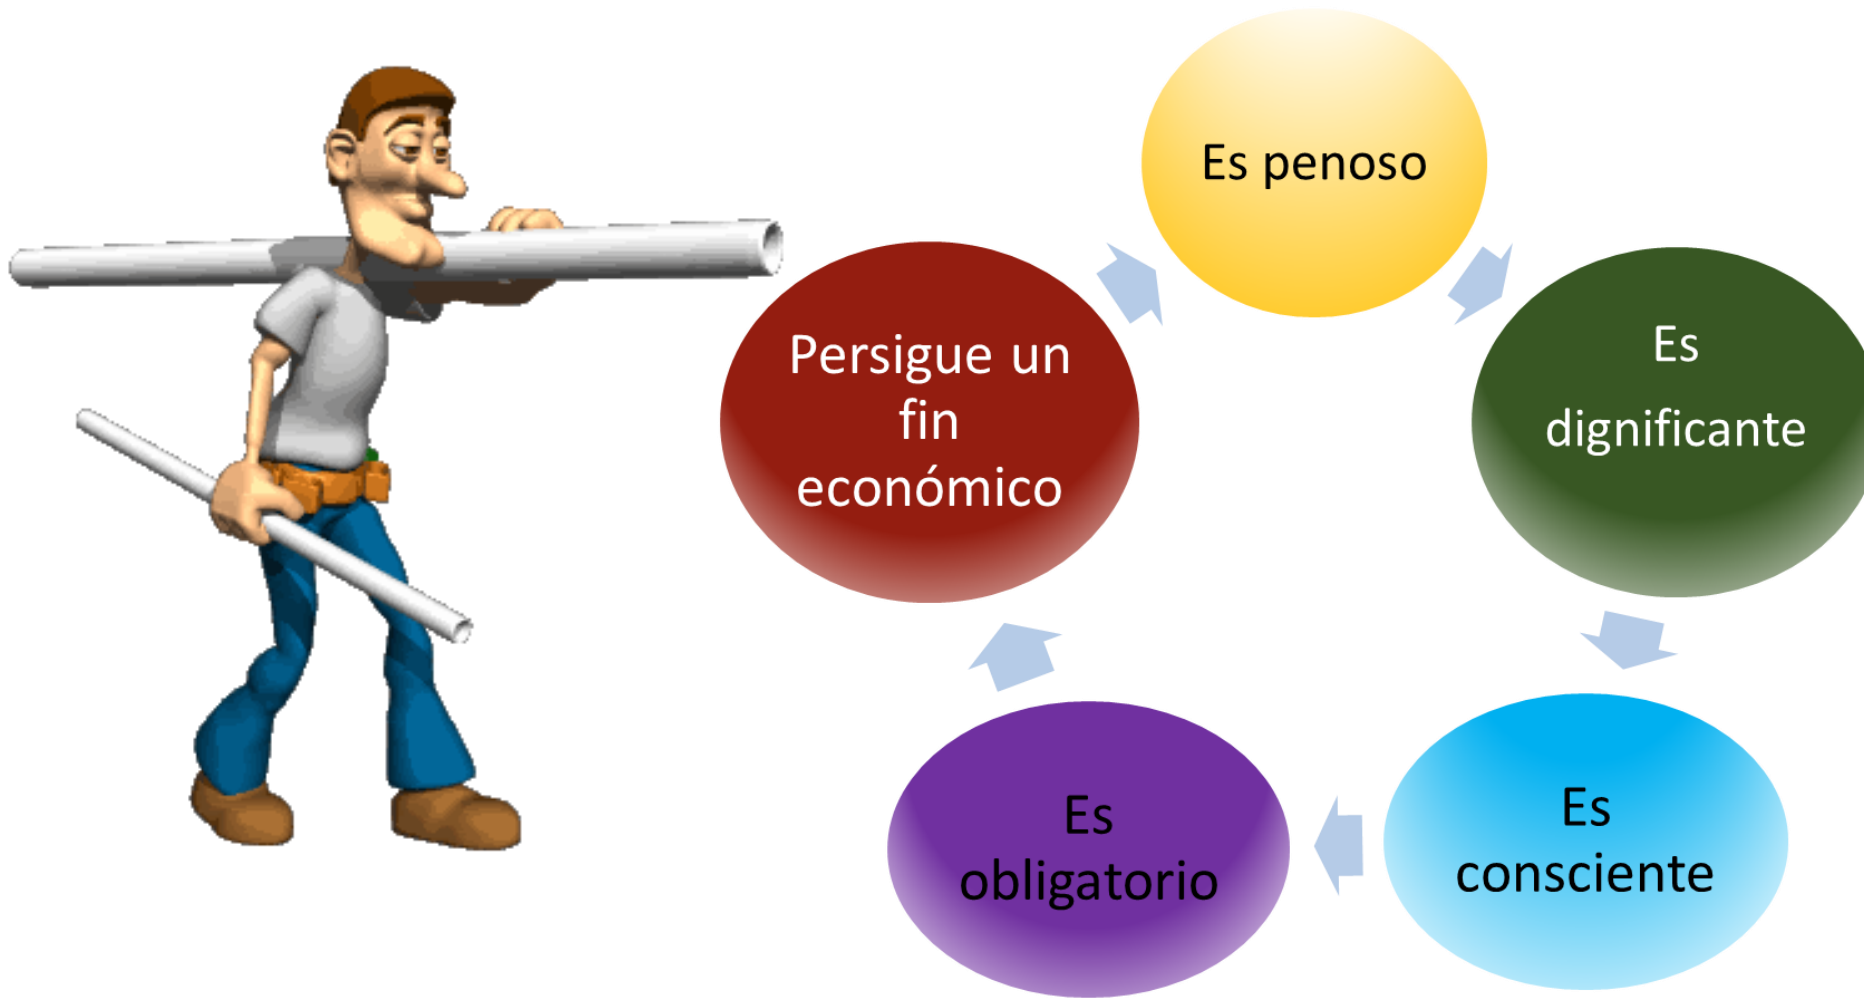 Es penoso
Es
dignificante
Es
consciente
Es
obligatorio
Persigue un
fin
económico